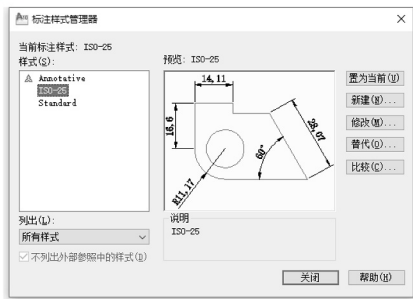 标注样式管理器
当前标注样式: ISO-25
样式(S):
Annotative
ISO-25
Standard
预览: ISO-25
14,11
16,6
28,07
60°
R11,17
置为当前(U)
新建(N)...
修改(M)...
替代(O)...
比较(C)...
列出(L):
所有样式
不列出外部参照中的样式(D)
说明
ISO-25
关闭
帮助(H)